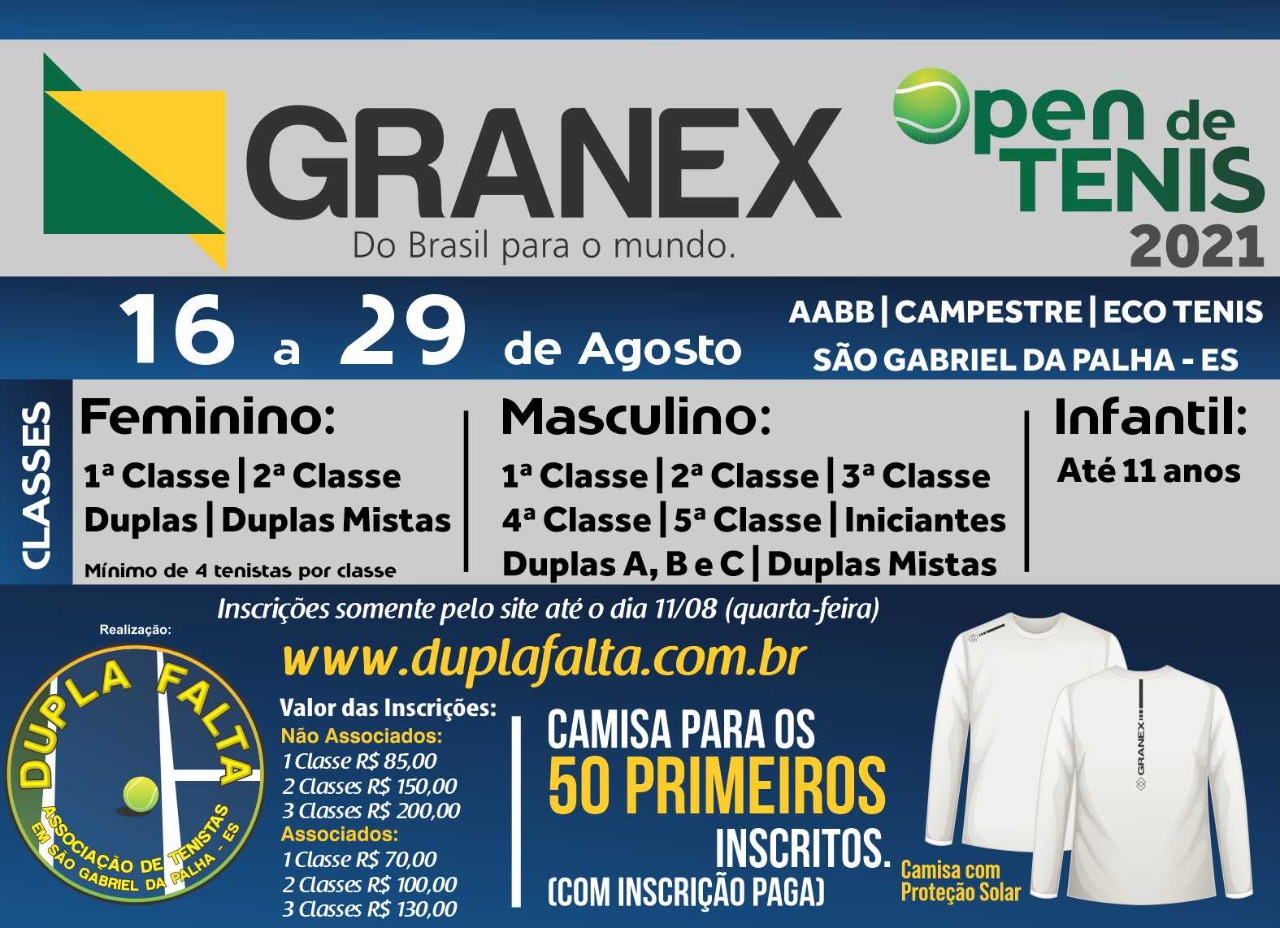 GRANEX
Do Brasil para o mundo.
Open de
TENIS
2021
16 a 29 de Agosto
AABB | CAMPESTRE | ECO TENIS
SÃO GABRIEL DA PALHA - ES
CLASSES
Feminino:
1ª Classe | 2ª Classe
Duplas | Duplas Mistas
Mínimo de 4 tenistas por classe
Masculino:
1ª Classe | 2ª Classe | 3ª Classe
4ª Classe | 5ª Classe | Iniciantes
Duplas A, B e C | Duplas Mistas
Infantil:
Até 11 anos
Inscrições somente pelo site até o dia 11/08 (quarta-feira)
www.duplafalta.com.br
Realização:
DUPLA FALTA
ASSOCIAÇÃO DE TENISTAS
EM SÃO GABRIEL DA PALHA - ES
Valor das Inscrições:
Não Associados:
1 Classe R$ 85,00
2 Classes R$ 150,00
3 Classes R$ 200,00
Associados:
1 Classe R$ 70,00
2 Classes R$ 100,00
3 Classes R$ 130,00
CAMISA PARA OS
50 PRIMEIROS
INSCRITOS.
(COM INSCRIÇÃO PAGA)
GRANEX
Camisa com
Proteção Solar